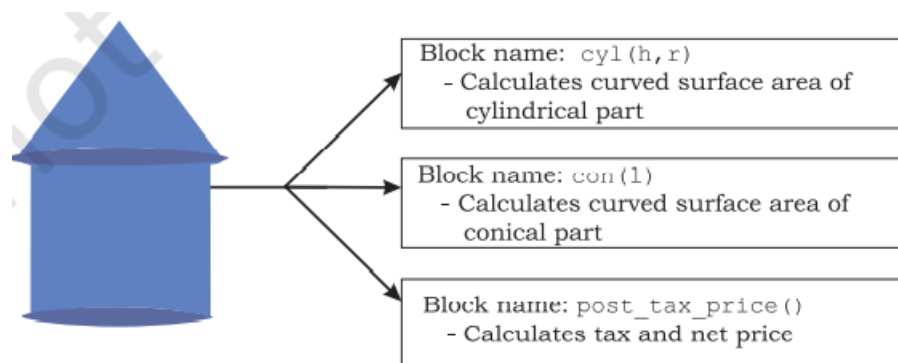 not
Block name: cyl(h,r)
- Calculates curved surface area of
cylindrical part
Block name: con(l)
- Calculates curved surface area of
conical part
Block name: post_tax_price()
- Calculates tax and net price